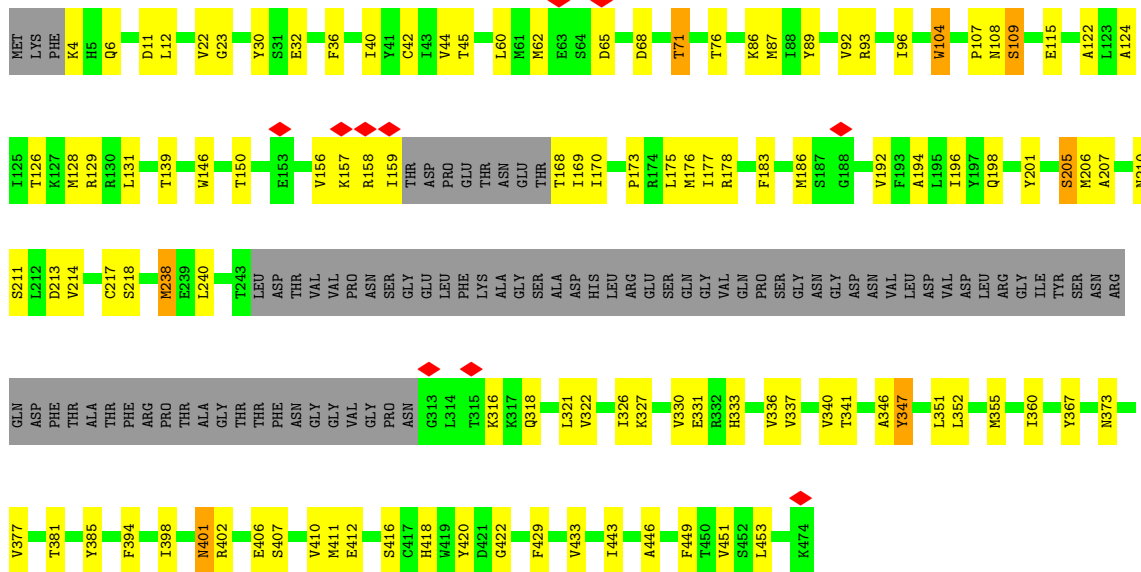 MET LYS PHE K4 H5 Q6 D11 L12 V22 G23 Y30 S31 E32 F36 I40 Y41 C42 I43 V44 T45 L60 M61 M62 E63 S64 D65 D68 T71 T76 K86 M87 I88 Y89 V92 R93 I96 W104 P107 N108 S109 E115 A122 L123 A124
I125 T126 K127 M128 R129 R130 L131 T139 W146 T150 E153 V156 K157 R158 I159 THR ASP PRO GLU THR ASN GLU THR T168 I169 I170 P173 R174 L175 M176 I177 R178 F183 M186 S187 G188 V192 F193 A194 L195 I196 Y197 Q198 Y201 S205 M206 A207 N210
S211 L212 D213 V214 C217 S218 M238 E239 L240 T243 LEU ASP THR VAL VAL PRO ASN SER GLY GLU LEU PHE LYS ALA GLY SER ALA ASP HIS LEU ARG GLU SER GLN GLY VAL GLN PRO SER GLY ASN GLY ASP ASN VAL LEU ASP VAL ASP LEU ARG GLY ILE TYR SER ASN ARG
GLN ASP PHE THR ALA THR PHE ARG PRO THR ALA GLY THR THR PHE ASN GLY GLY VAL GLY PRO ASN G313 L314 T315 K316 K317 Q318 L321 V322 I326 K327 V330 E331 R332 H333 V336 V337 V340 T341 A346 Y347 L351 L352 M355 I360 Y367 N373
V377 T381 Y385 F394 I398 N401 R402 E406 S407 V410 M411 E412 S416 C417 H418 W419 Y420 D421 G422 F429 V433 I443 A446 F449 T450 V451 S452 L453 K474